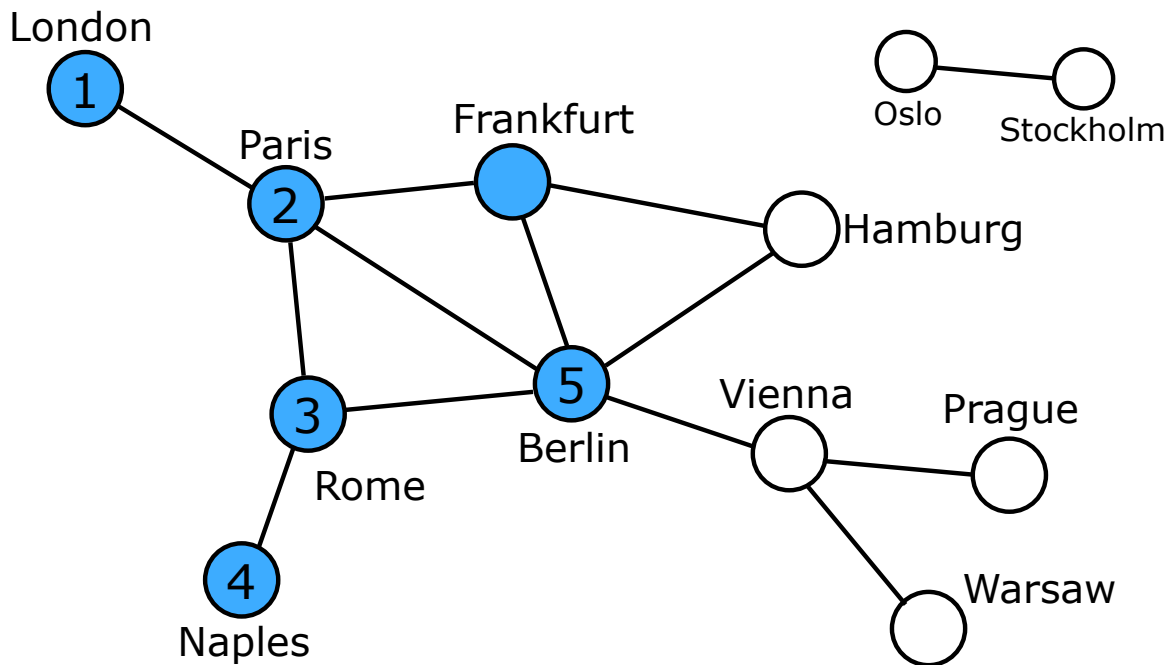 London
1
Oslo
Stockholm
Frankfurt
Paris
2
Hamburg
5
Berlin
Vienna
Prague
3
Rome
4
Naples
Warsaw